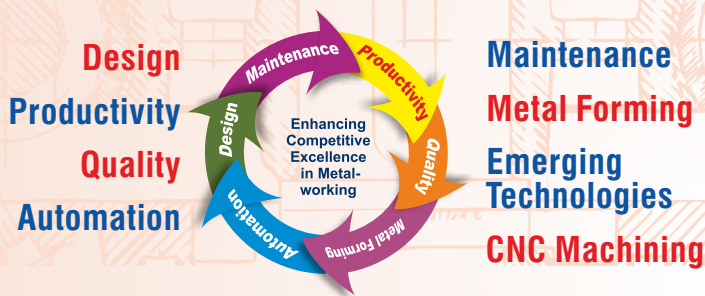 Design
Productivity
Quality
Automation
Maintenance
Productivity
Quality
Metal Forming
Automation
Design
Enhancing
Competitive
Excellence
in Metal-
working
Maintenance
Metal Forming
Emerging
Technologies
CNC Machining